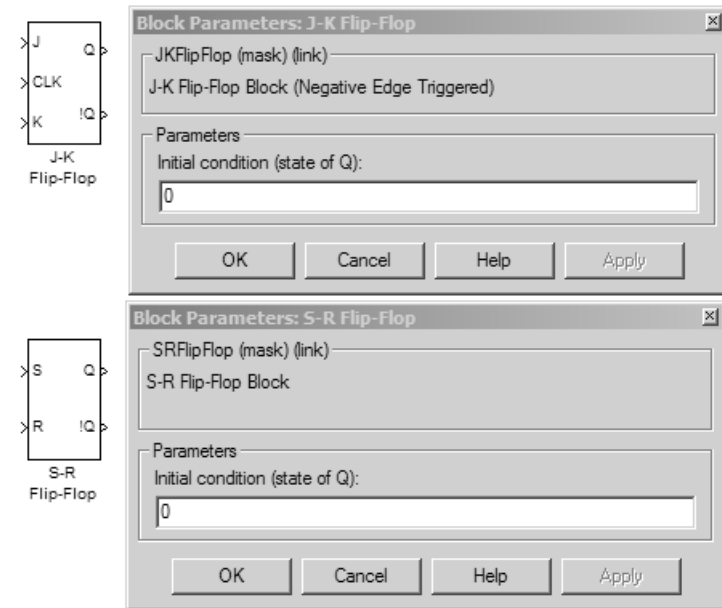 J
Q
CLK
K
!Q
J-K
Flip-Flop
Block Parameters: J-K Flip-Flop
JKFlipFlop (mask) (link)
J-K Flip-Flop Block (Negative Edge Triggered)
Parameters
Initial condition (state of Q):
0
OK Cancel Help Apply
S Q
R !Q
S-R
Flip-Flop
Block Parameters: S-R Flip-Flop
SRFlipFlop (mask) (link)
S-R Flip-Flop Block
Parameters
Initial condition (state of Q):
0
OK Cancel Help Apply